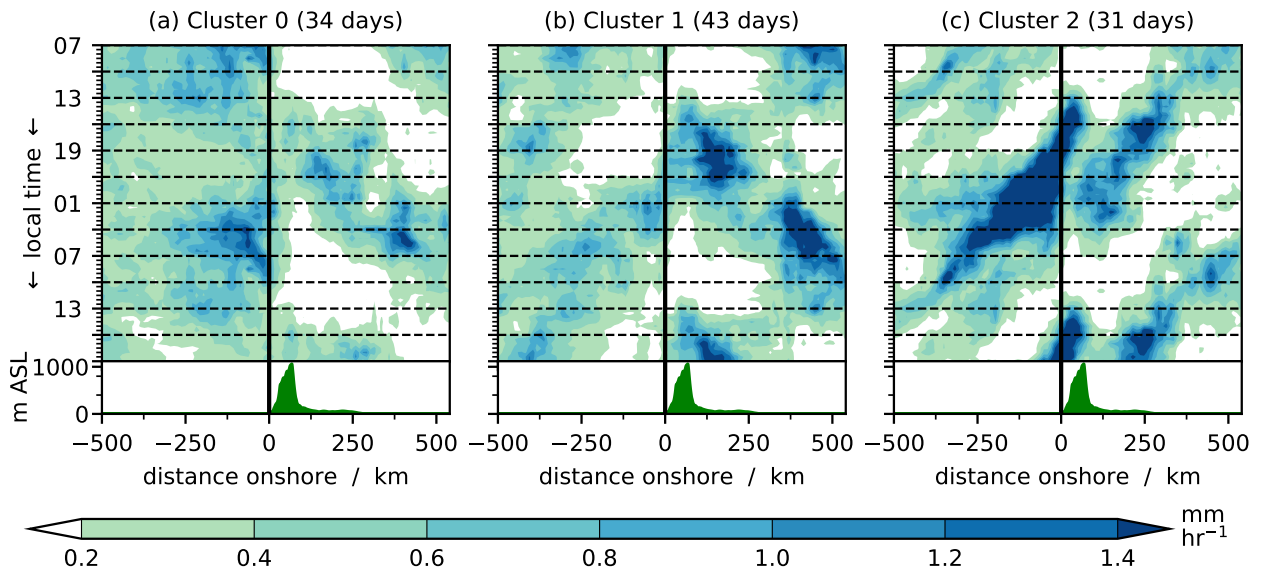 (a) Cluster 0 (34 days) (b) Cluster 1 (43 days) (c) Cluster 2 (31 days)
07
13
19
01
07
13
← local time ←
1000
0
m ASL
−500 −250 0 250 500 −500 −250 0 250 500 −500 −250 0 250 500
distance onshore / km distance onshore / km distance onshore / km
mm
hr−1
0.2 0.4 0.6 0.8 1.0 1.2 1.4